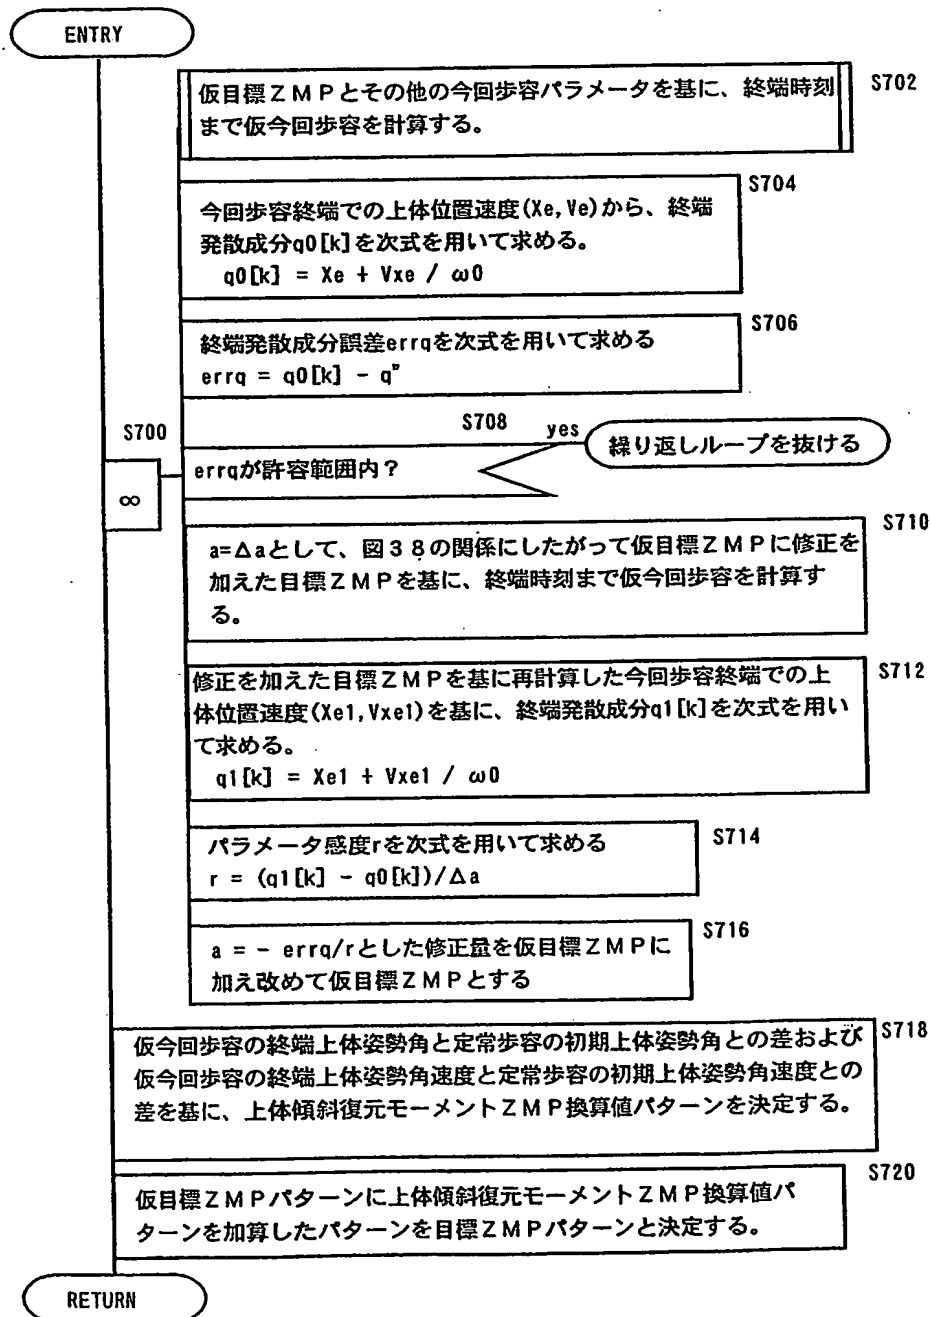 ENTRY
S702
仮目標ZMPとその他の今回歩容パラメータを基に、終端時刻
まで仮今回歩容を計算する。
S704
今回歩容終端での上体位置速度(Xe,Ve)から、終端
発散成分q0[k]を次式を用いて求める。
q0[k] = Xe + Vxe / ω0
S706
終端発散成分誤差errqを次式を用いて求める
errq = q0[k] - q"
S700
S708
yes
繰り返しループを抜ける
errqが許容範囲内?
∞
S710
a=Δaとして、図38の関係にしたがって仮目標ZMPに修正を
加えた目標ZMPを基に、終端時刻まで仮今回歩容を計算す
る。
S712
修正を加えた目標ZMPを基に再計算した今回歩容終端での上
体位置速度(Xe1,Vxe1)を基に、終端発散成分q1[k]を次式を用い
て求める。
q1[k] = Xe1 + Vxe1 / ω0
S714
パラメータ感度rを次式を用いて求める
r = (q1[k] - q0[k])/Δa
S716
a = - errq/rとした修正量を仮目標ZMPに
加え改めて仮目標ZMPとする
S718
仮今回歩容の終端上体姿勢角と定常歩容の初期上体姿勢角との差および
仮今回歩容の終端上体姿勢角速度と定常歩容の初期上体姿勢角速度との
差を基に、上体傾斜復元モーメントZMP換算値パターンを決定する。
S720
仮目標ZMPパターンに上体傾斜復元モーメントZMP換算値パ
ターンを加算したパターンを目標ZMPパターンと決定する。
RETURN